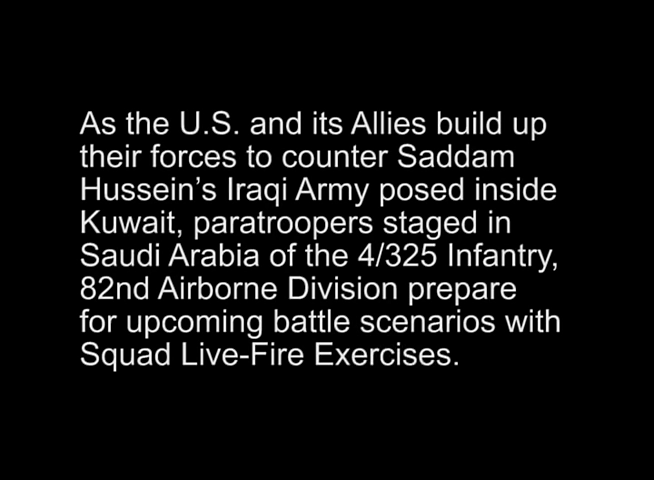 As the U.S. and its Allies build up
their forces to counter Saddam
Hussein’s Iraqi Army posed inside
Kuwait, paratroopers staged in
Saudi Arabia of the 4/325 Infantry,
82nd Airborne Division prepare
for upcoming battle scenarios with
Squad Live-Fire Exercises.